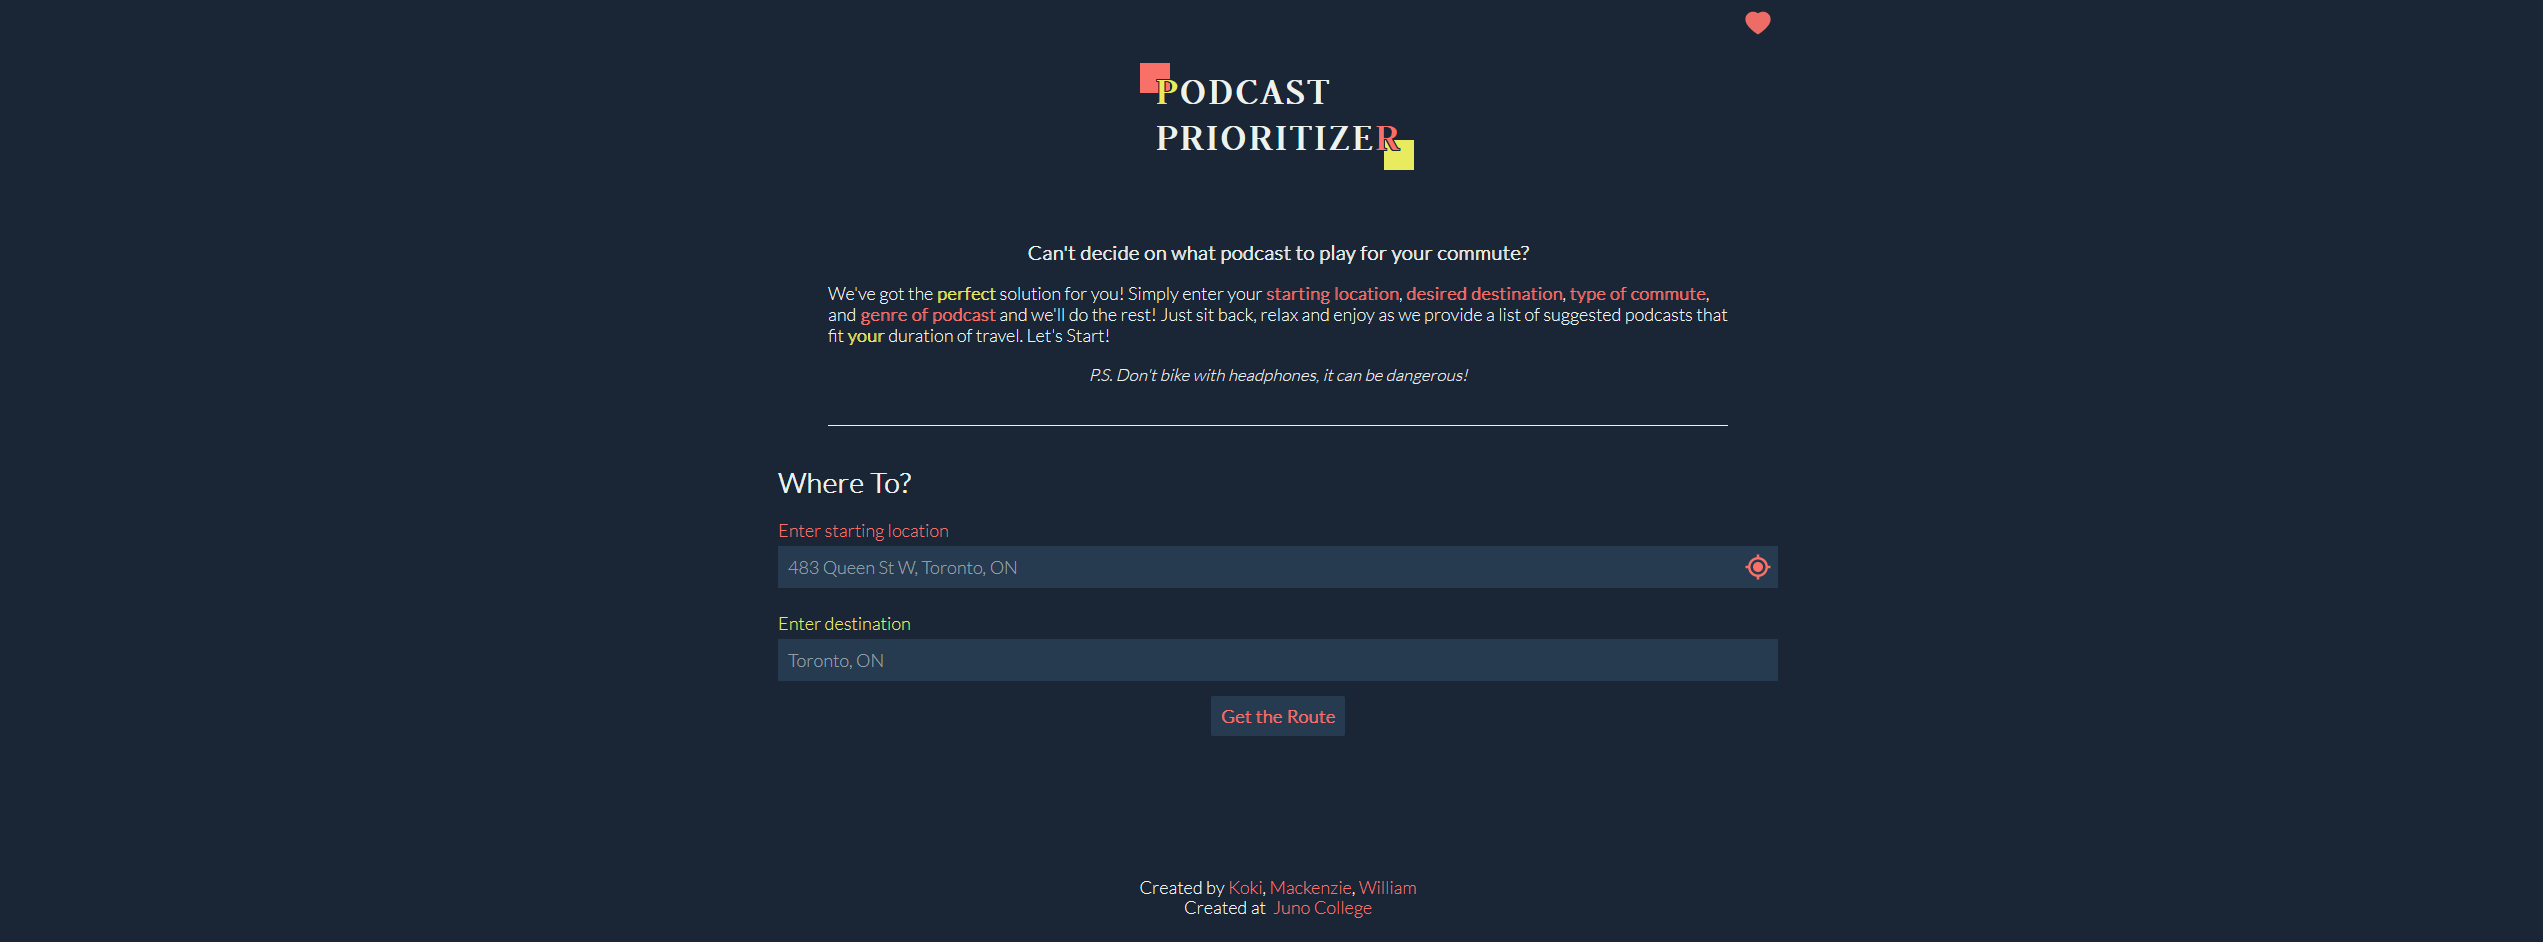 PODCAST
PRIORITIZER
Can't decide on what podcast to play for your commute?
We've got the perfect solution for you! Simply enter your starting location, desired destination, type of commute,
and genre of podcast and we'll do the rest! Just sit back, relax and enjoy as we provide a list of suggested podcasts that
fit your duration of travel. Let's Start!
P.S. Don't bike with headphones, it can be dangerous!
Where To?
Enter starting location
483 Queen St W, Toronto, ON
Enter destination
Toronto, ON
Get the Route
Created by Koki, Mackenzie, William
Created at Juno College